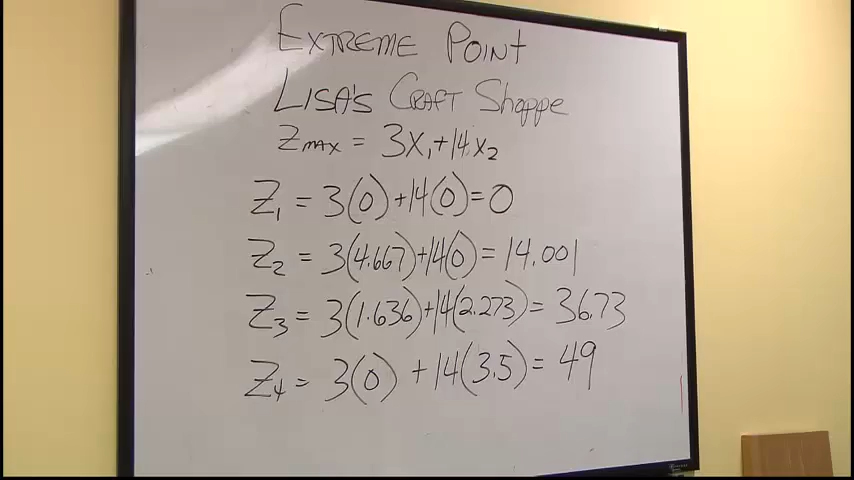 EXTREME POINT
LISA'S CRAFT Shoppe
Zmax = 3x₁+14x₂
Z₁ = 3(0)+14(0)=0
Z₂ = 3(4.667)+14(0)=14.001
Z₃ = 3(1.636)+14(2.273)=36.73
Z₄ = 3(0) +14(3.5)= 49